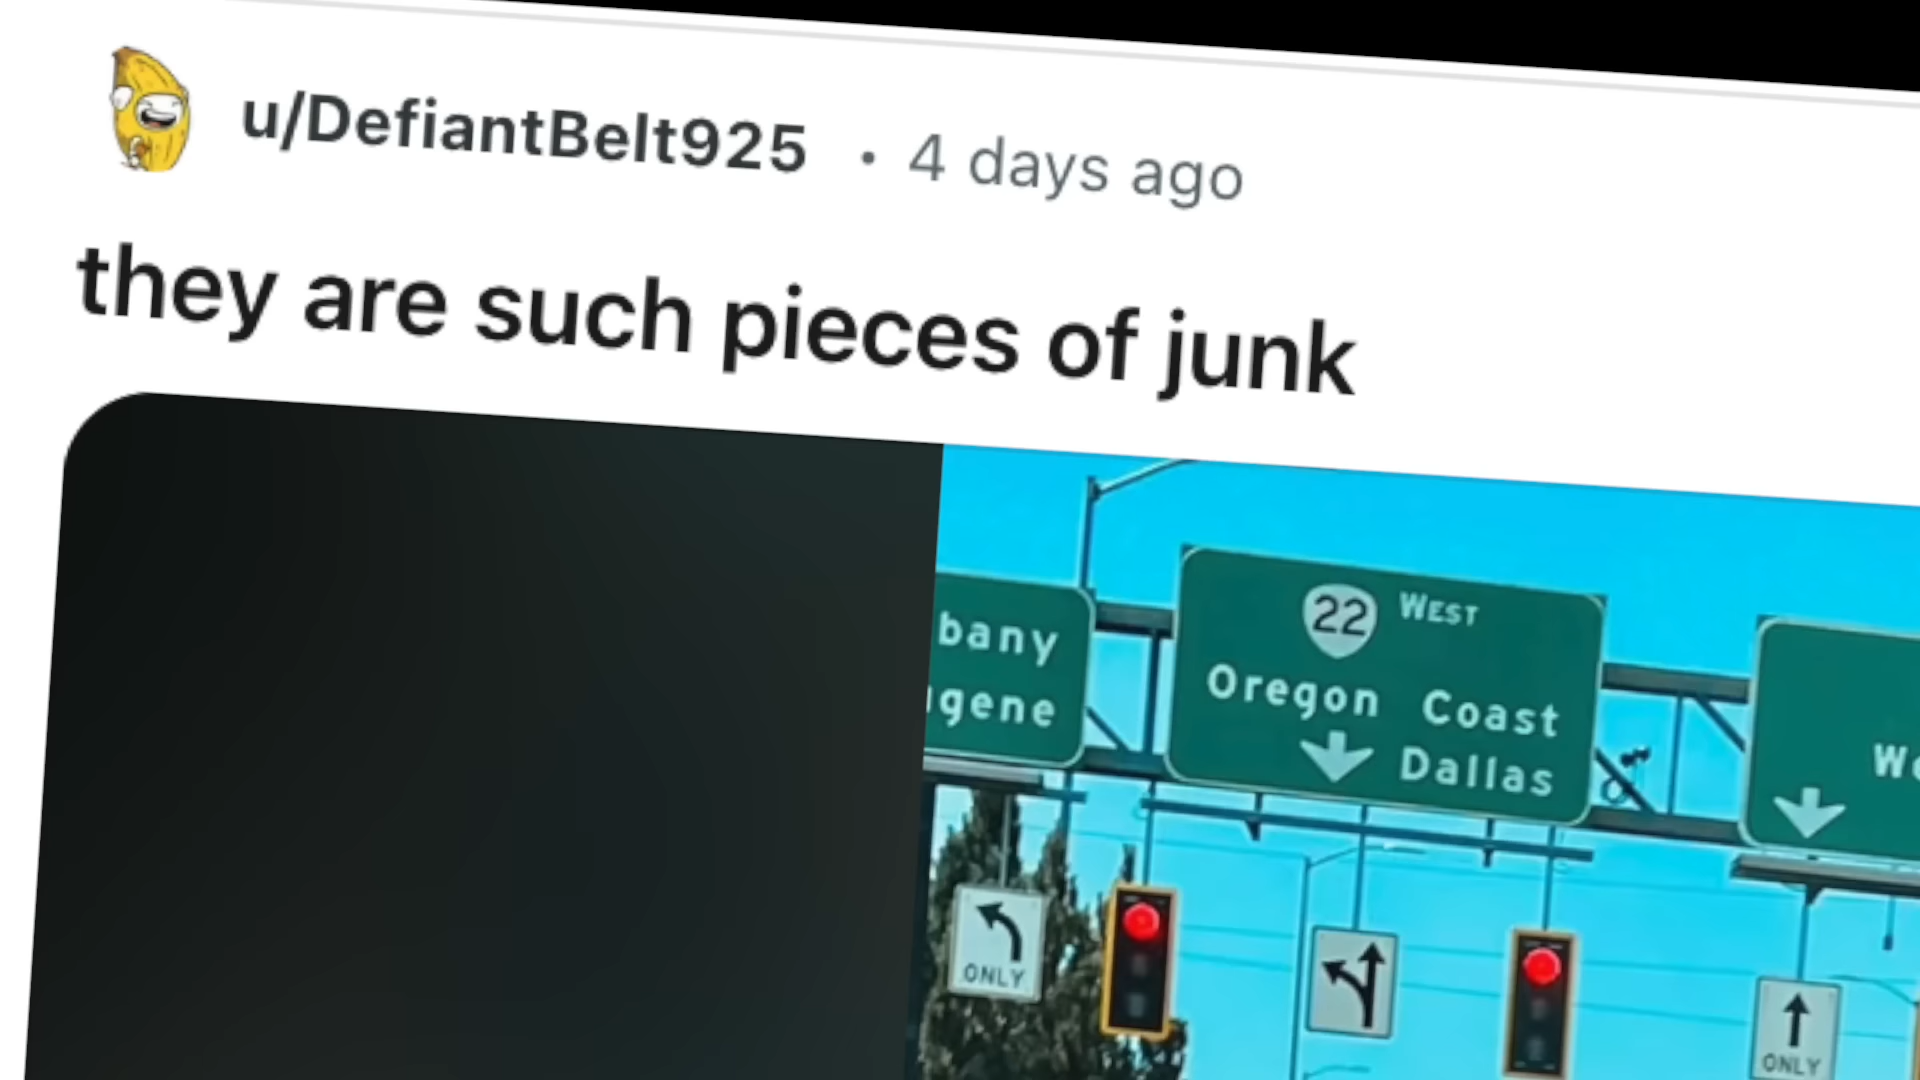 u/DefiantBelt925 • 4 days ago
they are such pieces of junk
22 WEST
bany
gene
Oregon Coast
Dallas
ONLY
ONLY